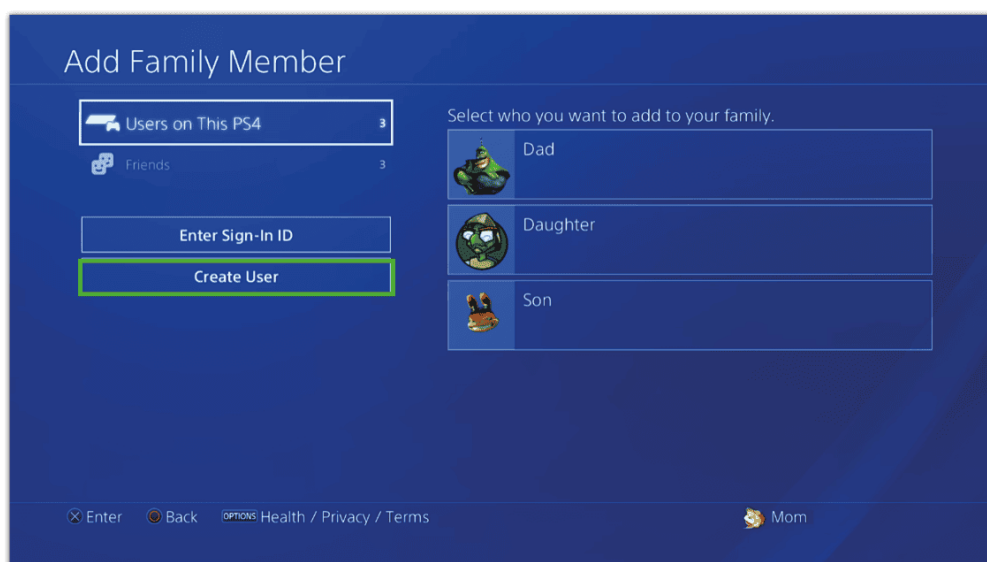 Add Family Member
Users on This PS4 3
Friends 3
Enter Sign-In ID
Create User
Select who you want to add to your family.
Dad
Daughter
Son
Enter Back OPTIONS Health / Privacy / Terms Mom